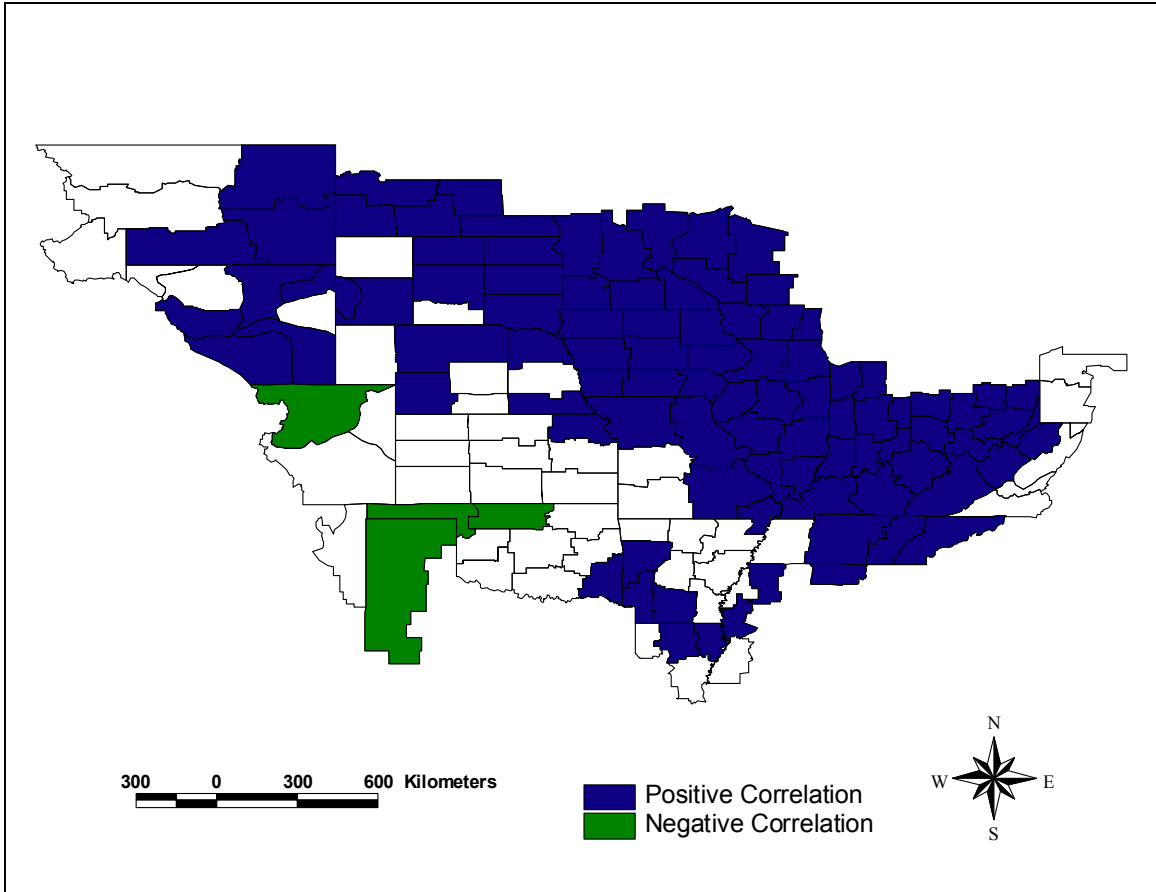 300 0 300 600 Kilometers
Positive Correlation
Negative Correlation
N
W E
S